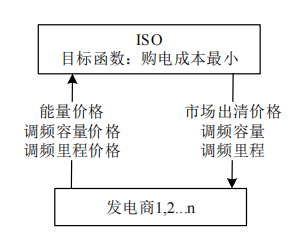 ISO
目标函数：购电成本最小
能量价格
调频容量价格
调频里程价格
市场出清价格
调频容量
调频里程
发电商1,2...n